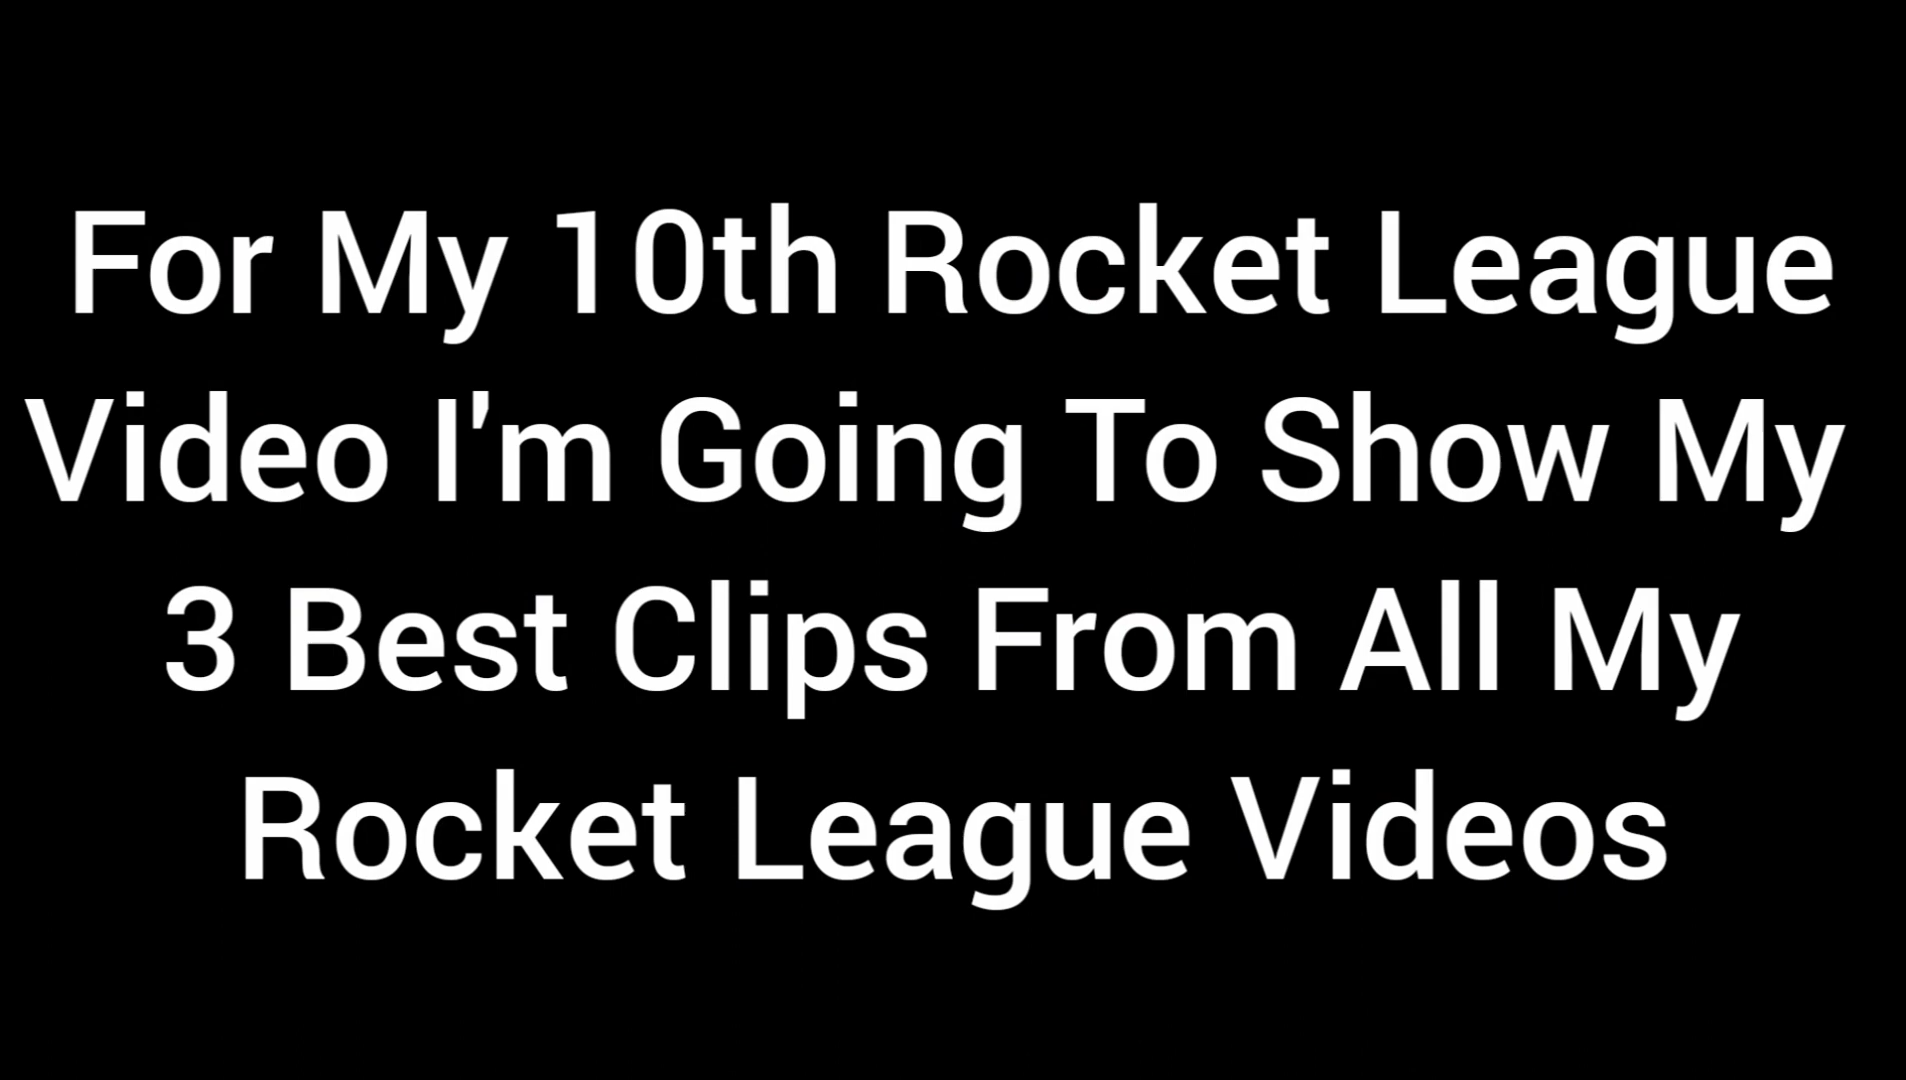 For My 10th Rocket League
Video I'm Going To Show My
3 Best Clips From All My
Rocket League Videos